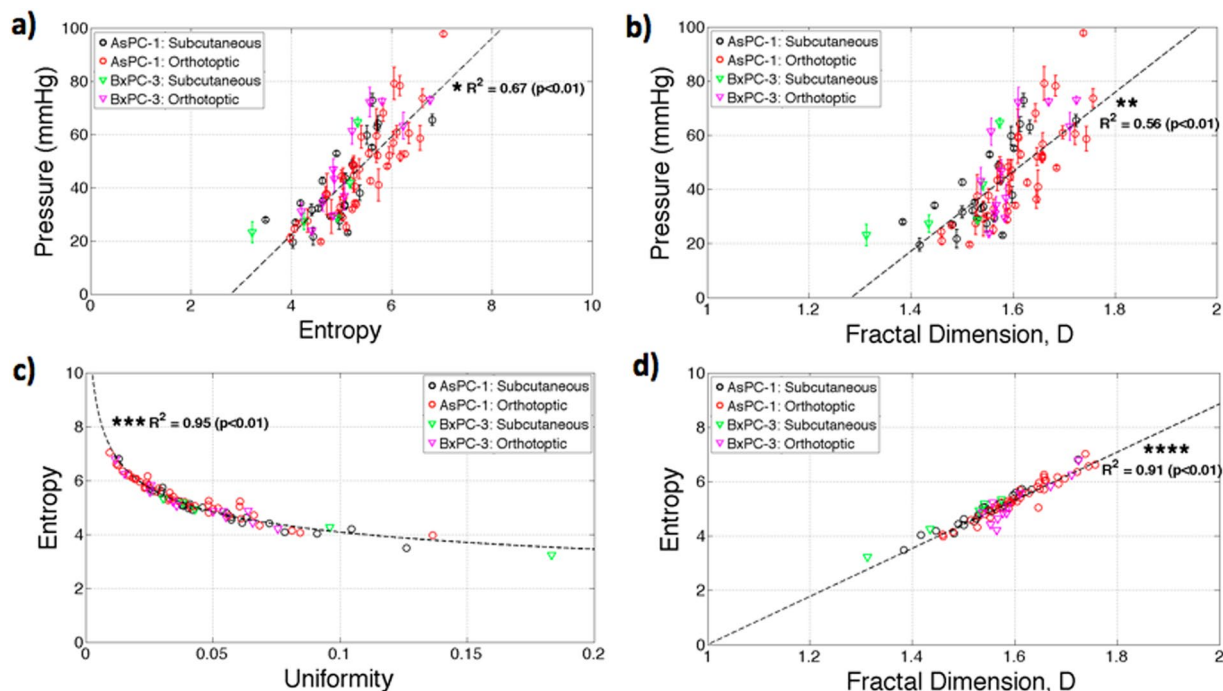 a)
100
80
60
40
20
0
Pressure (mmHg)
AsPC-1: Subcutaneous
AsPC-1: Orthotoptic
BxPC-3: Subcutaneous
BxPC-3: Orthotoptic
* R² = 0.67 (p<0.01)
0 2 4 6 8 10
Entropy
b)
100
80
60
40
20
0
Pressure (mmHg)
AsPC-1: Subcutaneous
AsPC-1: Orthotoptic
BxPC-3: Subcutaneous
BxPC-3: Orthotoptic
**
R² = 0.56 (p<0.01)
1 1.2 1.4 1.6 1.8 2
Fractal Dimension, D
c)
10
8
6
4
2
0
Entropy
AsPC-1: Subcutaneous
AsPC-1: Orthotoptic
BxPC-3: Subcutaneous
BxPC-3: Orthotoptic
*** R² = 0.95 (p<0.01)
0 0.05 0.1 0.15 0.2
Uniformity
d)
10
8
6
4
2
0
Entropy
AsPC-1: Subcutaneous
AsPC-1: Orthotoptic
BxPC-3: Subcutaneous
BxPC-3: Orthotoptic
****
R² = 0.91 (p<0.01)
1 1.2 1.4 1.6 1.8 2
Fractal Dimension, D